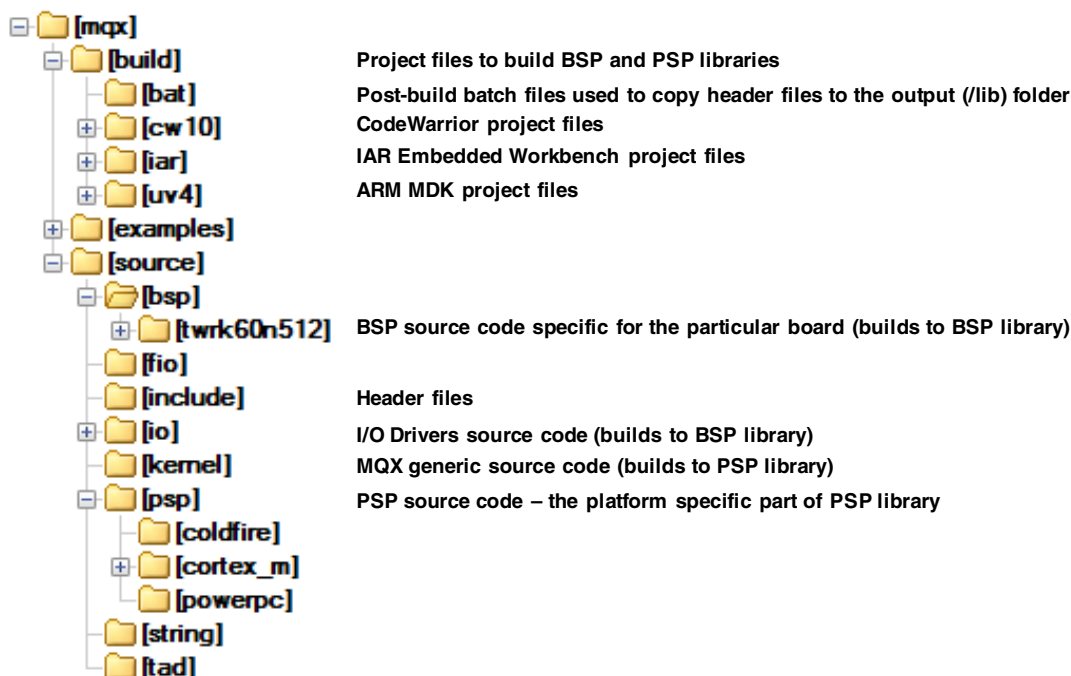 [mqx]
[build] Project files to build BSP and PSP libraries
[bat] Post-build batch files used to copy header files to the output (/lib) folder
[cw10] CodeWarrior project files
[iar] IAR Embedded Workbench project files
[uv4] ARM MDK project files
[examples]
[source]
[bsp]
[twrk60n512] BSP source code specific for the particular board (builds to BSP library)
[fio]
[include] Header files
[io] I/O Drivers source code (builds to BSP library)
[kernel] MQX generic source code (builds to PSP library)
[psp] PSP source code – the platform specific part of PSP library
[coldfire]
[cortex_m]
[powerpc]
[string]
[tad]